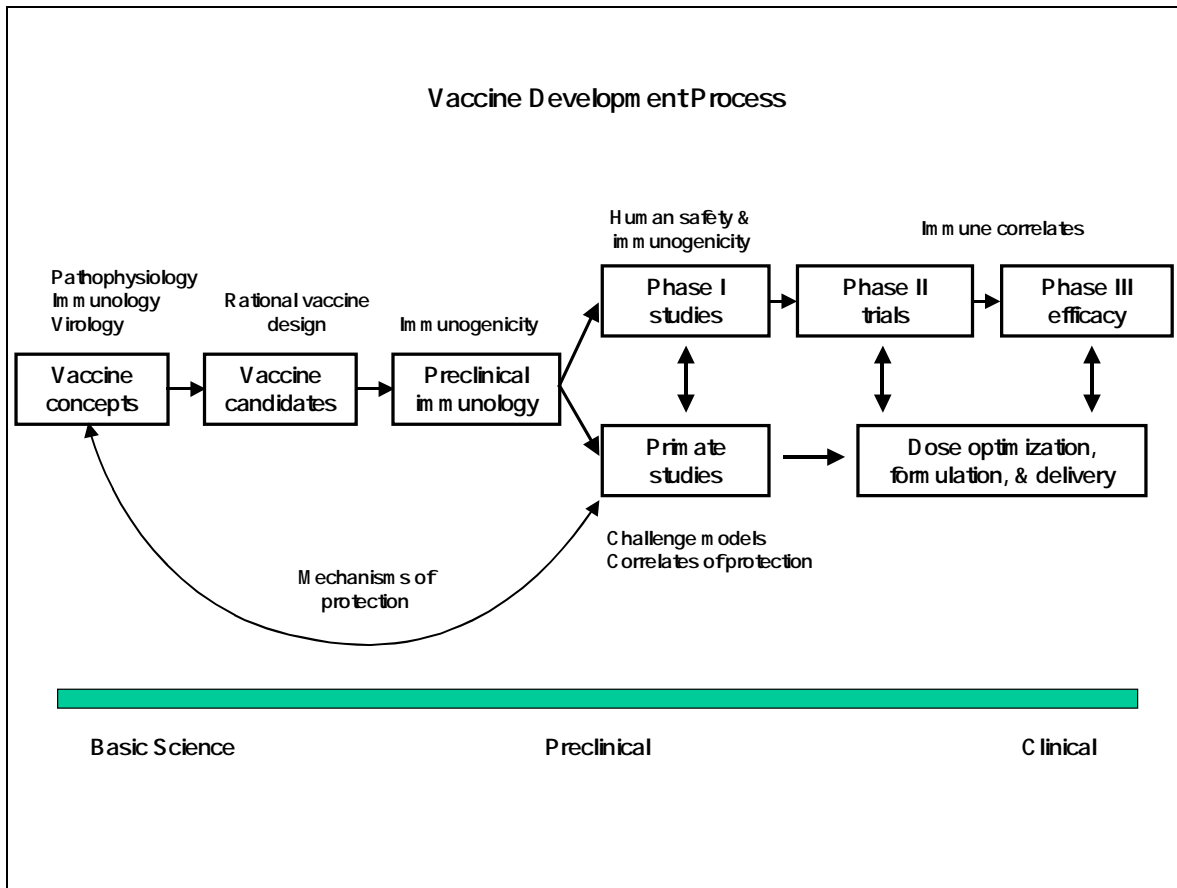 Vaccine Development Process
Human safety &
immunogenicity
Immune correlates
Pathophysiology
Immunology
Virology
Rational vaccine
design
Immunogenicity
Phase I
studies
Phase II
trials
Phase III
efficacy
Vaccine
concepts
Vaccine
candidates
Preclinical
immunology
Primate
studies
Dose optimization,
formulation, & delivery
Challenge models
Correlates of protection
Mechanisms of
protection
Basic Science
Preclinical
Clinical